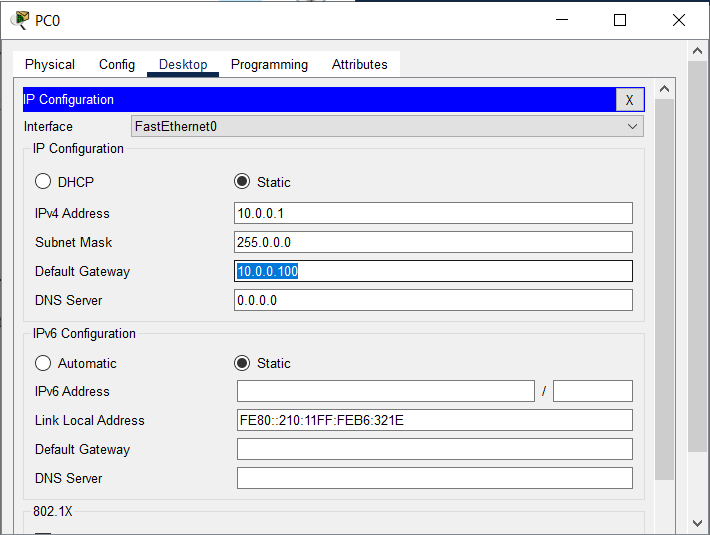 PC0
Physical Config Desktop Programming Attributes
IP Configuration X
Interface FastEthernet0
IP Configuration
DHCP Static
IPv4 Address 10.0.0.1
Subnet Mask 255.0.0.0
Default Gateway 10.0.0.100
DNS Server 0.0.0.0
IPv6 Configuration
Automatic Static
IPv6 Address /
Link Local Address FE80::210:11FF:FEB6:321E
Default Gateway
DNS Server
802.1X